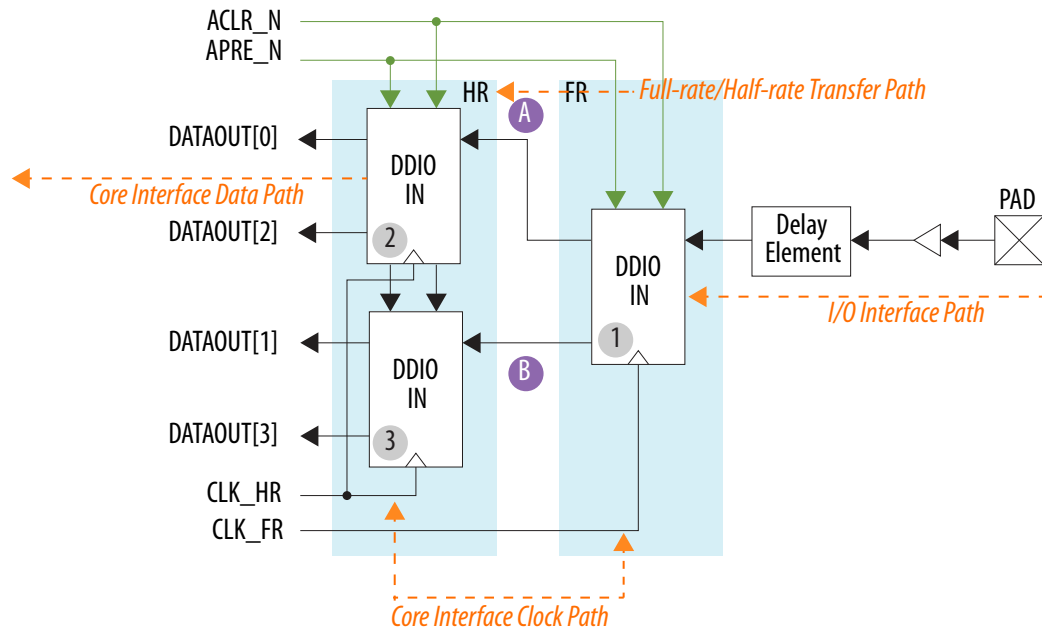 ACLR_N
APRE_N
HR
FR
Full-rate/Half-rate Transfer Path
A
DATAOUT[0]
DDIO
IN
Core Interface Data Path
PAD
Delay
Element
DATAOUT[2]
2
DDIO
IN
I/O Interface Path
DATAOUT[1]
1
DDIO
IN
B
DATAOUT[3]
3
CLK_HR
CLK_FR
Core Interface Clock Path